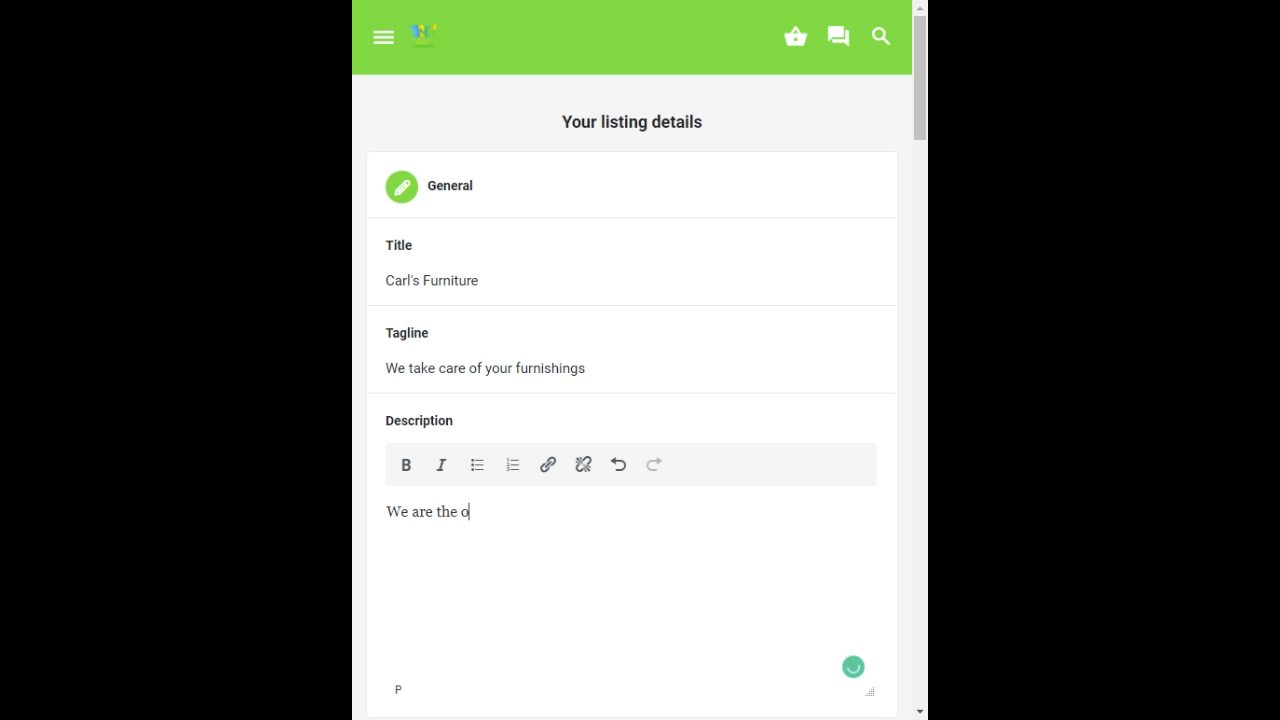 Your listing details
General
Title
Carl's Furniture
Tagline
We take care of your furnishings
Description
B I
We are the o
P